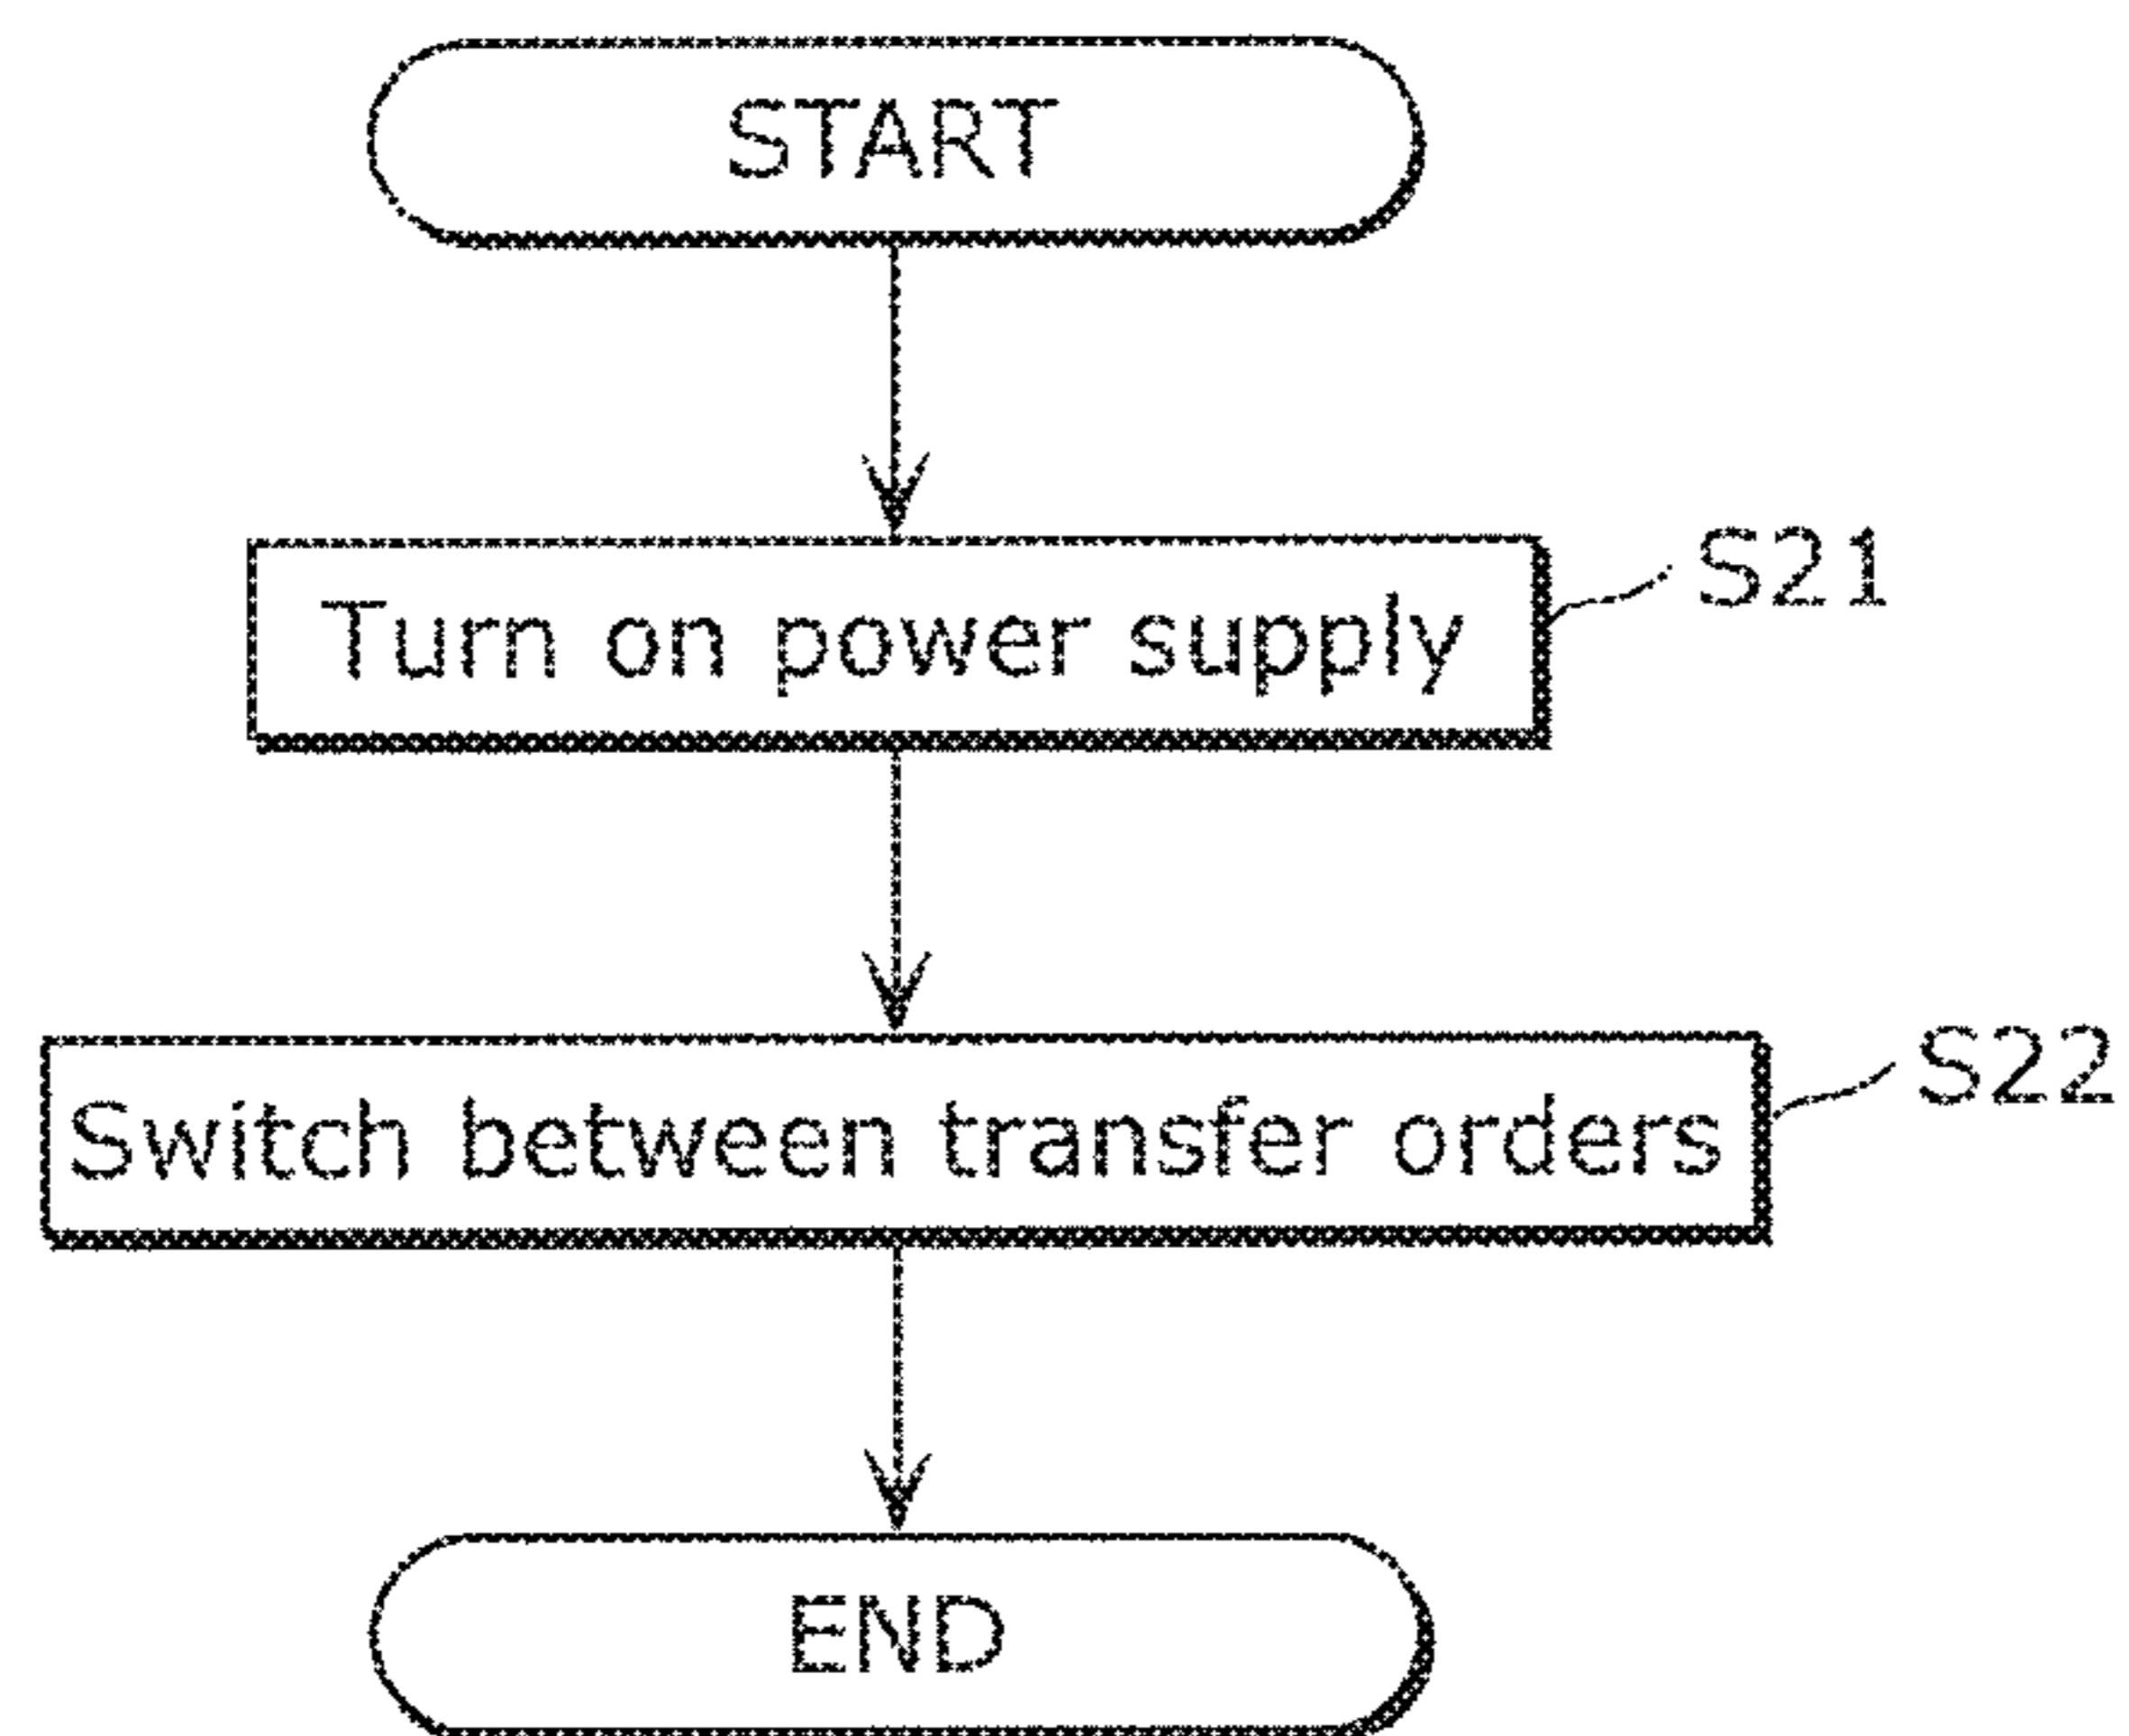 START
Turn on power supply
S21
Switch between transfer orders
S22
END